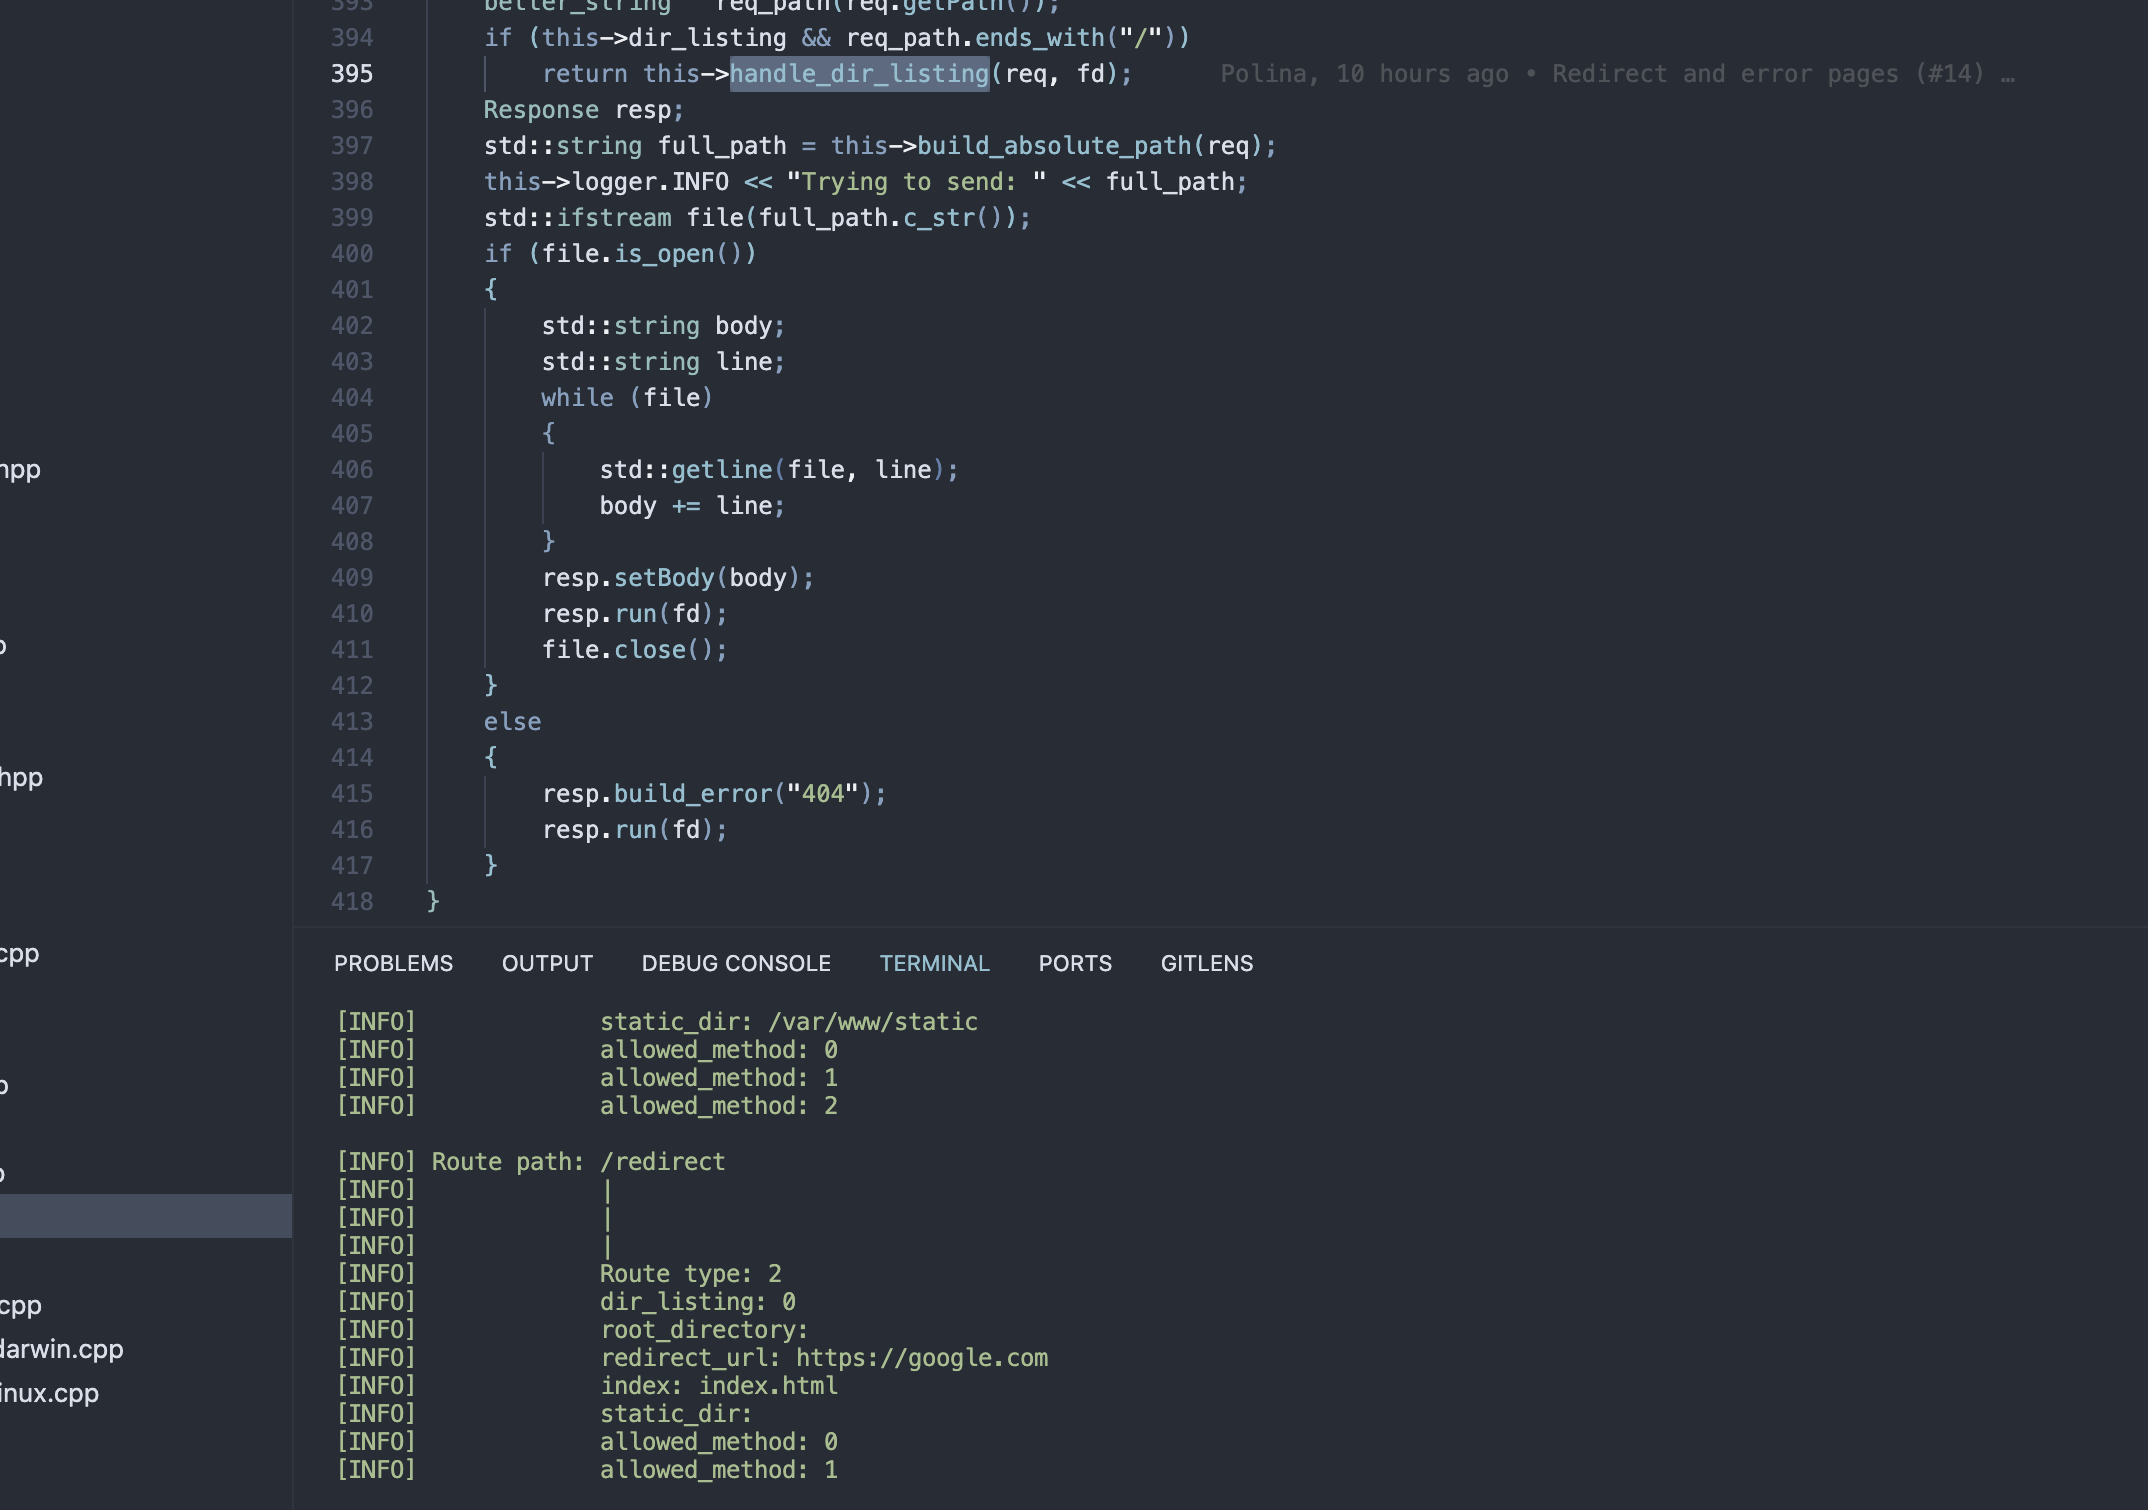 393 better_string req_path(req.getPath());
394 if (this->dir_listing && req_path.ends_with("/"))
395 return this->handle_dir_listing(req, fd); Polina, 10 hours ago • Redirect and error pages (#14) …
396 Response resp;
397 std::string full_path = this->build_absolute_path(req);
398 this->logger.INFO << "Trying to send: " << full_path;
399 std::ifstream file(full_path.c_str());
400 if (file.is_open())
401 {
402 std::string body;
403 std::string line;
404 while (file)
405 {
406 std::getline(file, line);
407 body += line;
408 }
409 resp.setBody(body);
410 resp.run(fd);
411 file.close();
412 }
413 else
414 {
415 resp.build_error("404");
416 resp.run(fd);
417 }
418 }
hpp
cpp
cpp
darwin.cpp
inux.cpp
PROBLEMS OUTPUT DEBUG CONSOLE TERMINAL PORTS GITLENS
[INFO] static_dir: /var/www/static
[INFO] allowed_method: 0
[INFO] allowed_method: 1
[INFO] allowed_method: 2
[INFO] Route path: /redirect
[INFO] |
[INFO] |
[INFO] |
[INFO] Route type: 2
[INFO] dir_listing: 0
[INFO] root_directory:
[INFO] redirect_url: https://google.com
[INFO] index: index.html
[INFO] static_dir:
[INFO] allowed_method: 0
[INFO] allowed_method: 1